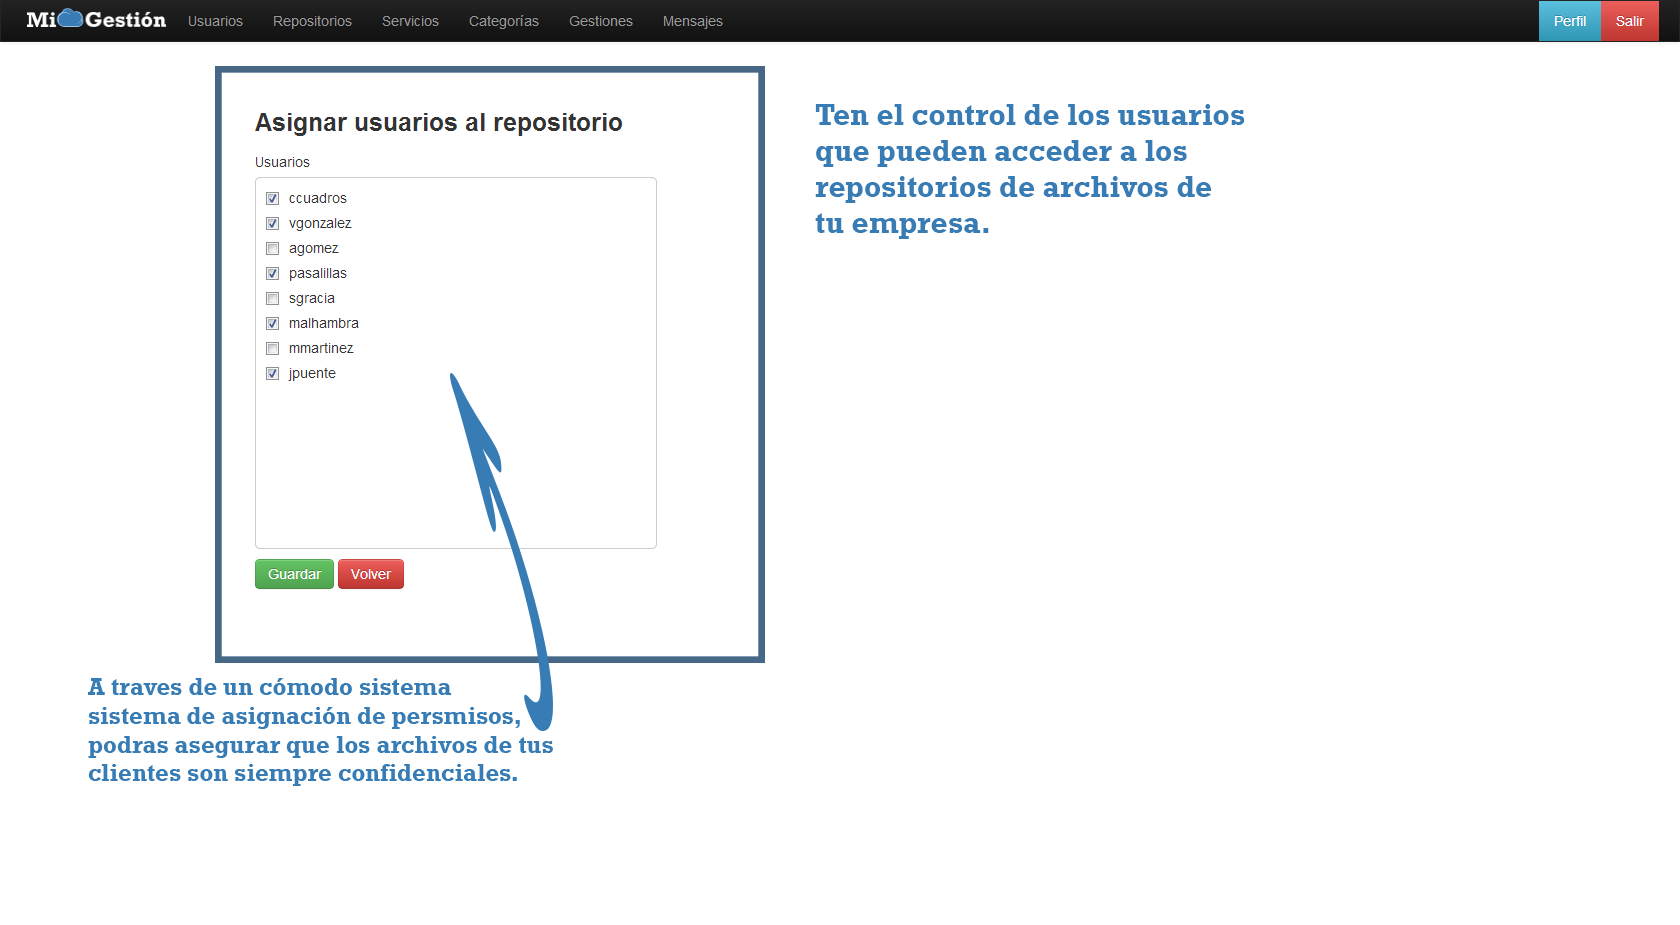 Mi Gestión Usuarios Repositorios Servicios Categorías Gestiones Mensajes Perfil Salir
Asignar usuarios al repositorio
Usuarios
ccuadros
vgonzalez
agomez
pasalillas
sgracia
malhambra
mmartinez
jpuente
Guardar Volver
Ten el control de los usuarios
que pueden acceder a los
repositorios de archivos de
tu empresa.
A traves de un cómodo sistema
sistema de asignación de persmisos,
podras asegurar que los archivos de tus
clientes son siempre confidenciales.